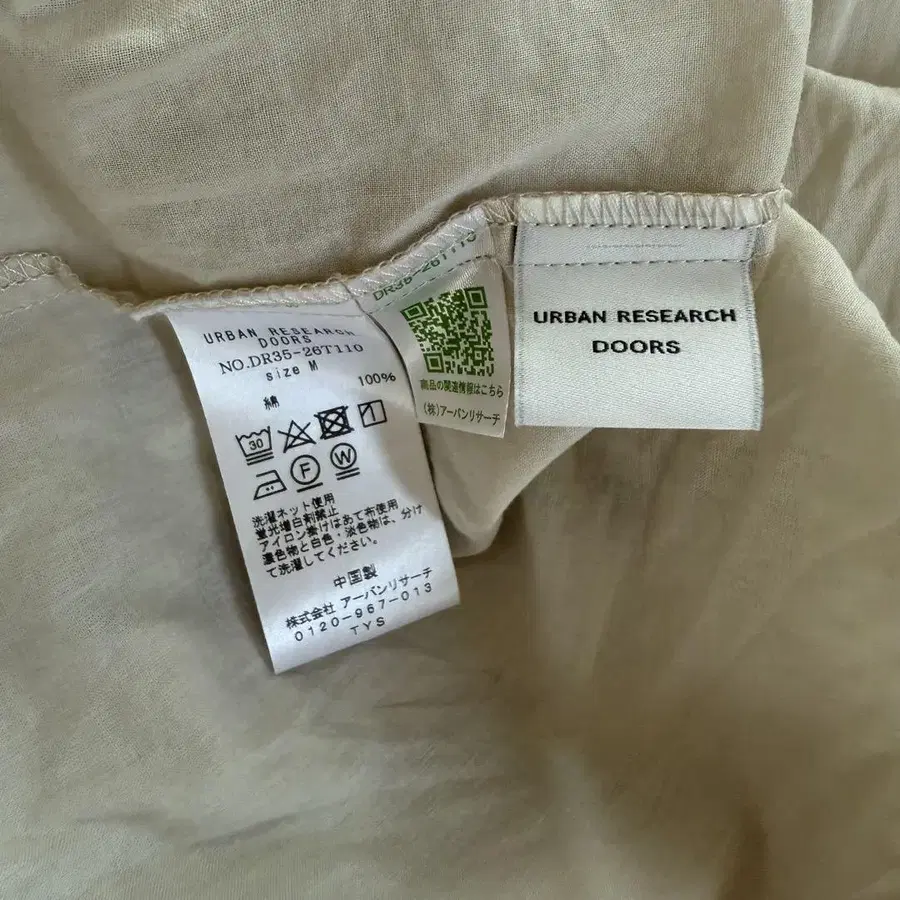 URBAN RESEARCH
DOORS
NO.DR35-26T110
size M
綿 100%
30
F
W
洗濯ネット使用
蛍光増白剤禁止
アイロン掛けはあて布使用
濃色物と白色・淡色物は、分け
て洗濯してください。
中国製
株式会社 アーバンリサーチ
0120-967-013
TYS
DR35-26T110
商品の関連情報はこちら
(株)アーバンリサーチ
URBAN RESEARCH
DOORS